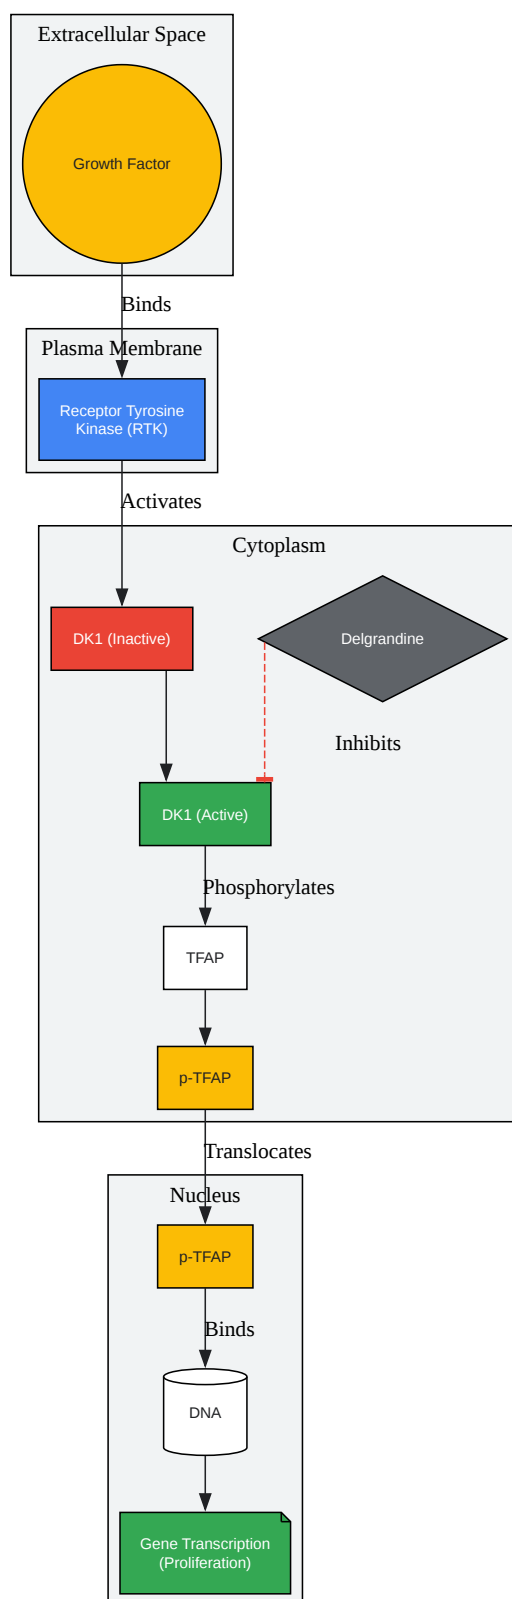 Extracellular Space
Growth Factor
Binds
Plasma Membrane
Receptor Tyrosine
Kinase (RTK)
Activates
Cytoplasm
DK1 (Inactive)
Delgrandine
Inhibits
DK1 (Active)
Phosphorylates
TFAP
p-TFAP
Translocates
Nucleus
p-TFAP
Binds
DNA
Gene Transcription
(Proliferation)